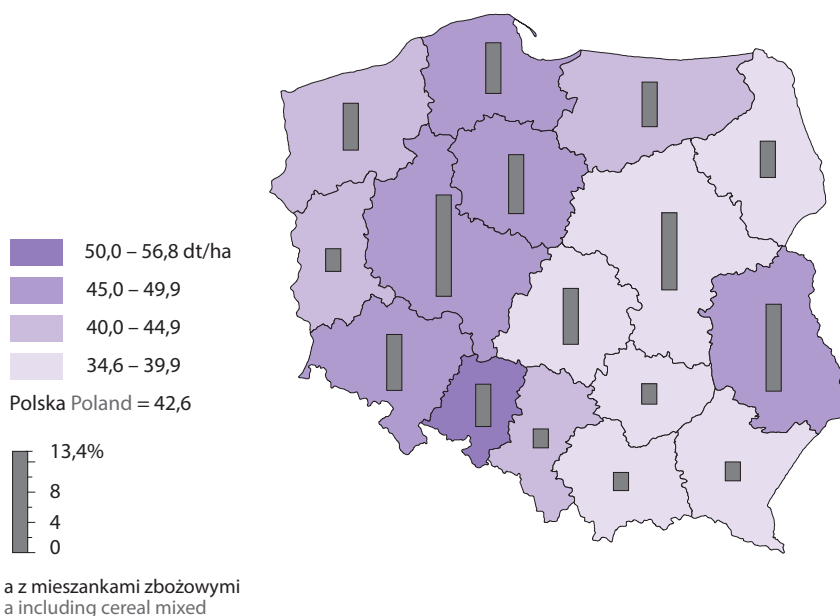 50,0 – 56,8 dt/ha
45,0 – 49,9
40,0 – 44,9
34,6 – 39,9
Polska Poland = 42,6
13,4%
8
4
0
a z mieszankami zbożowymi
a including cereal mixed